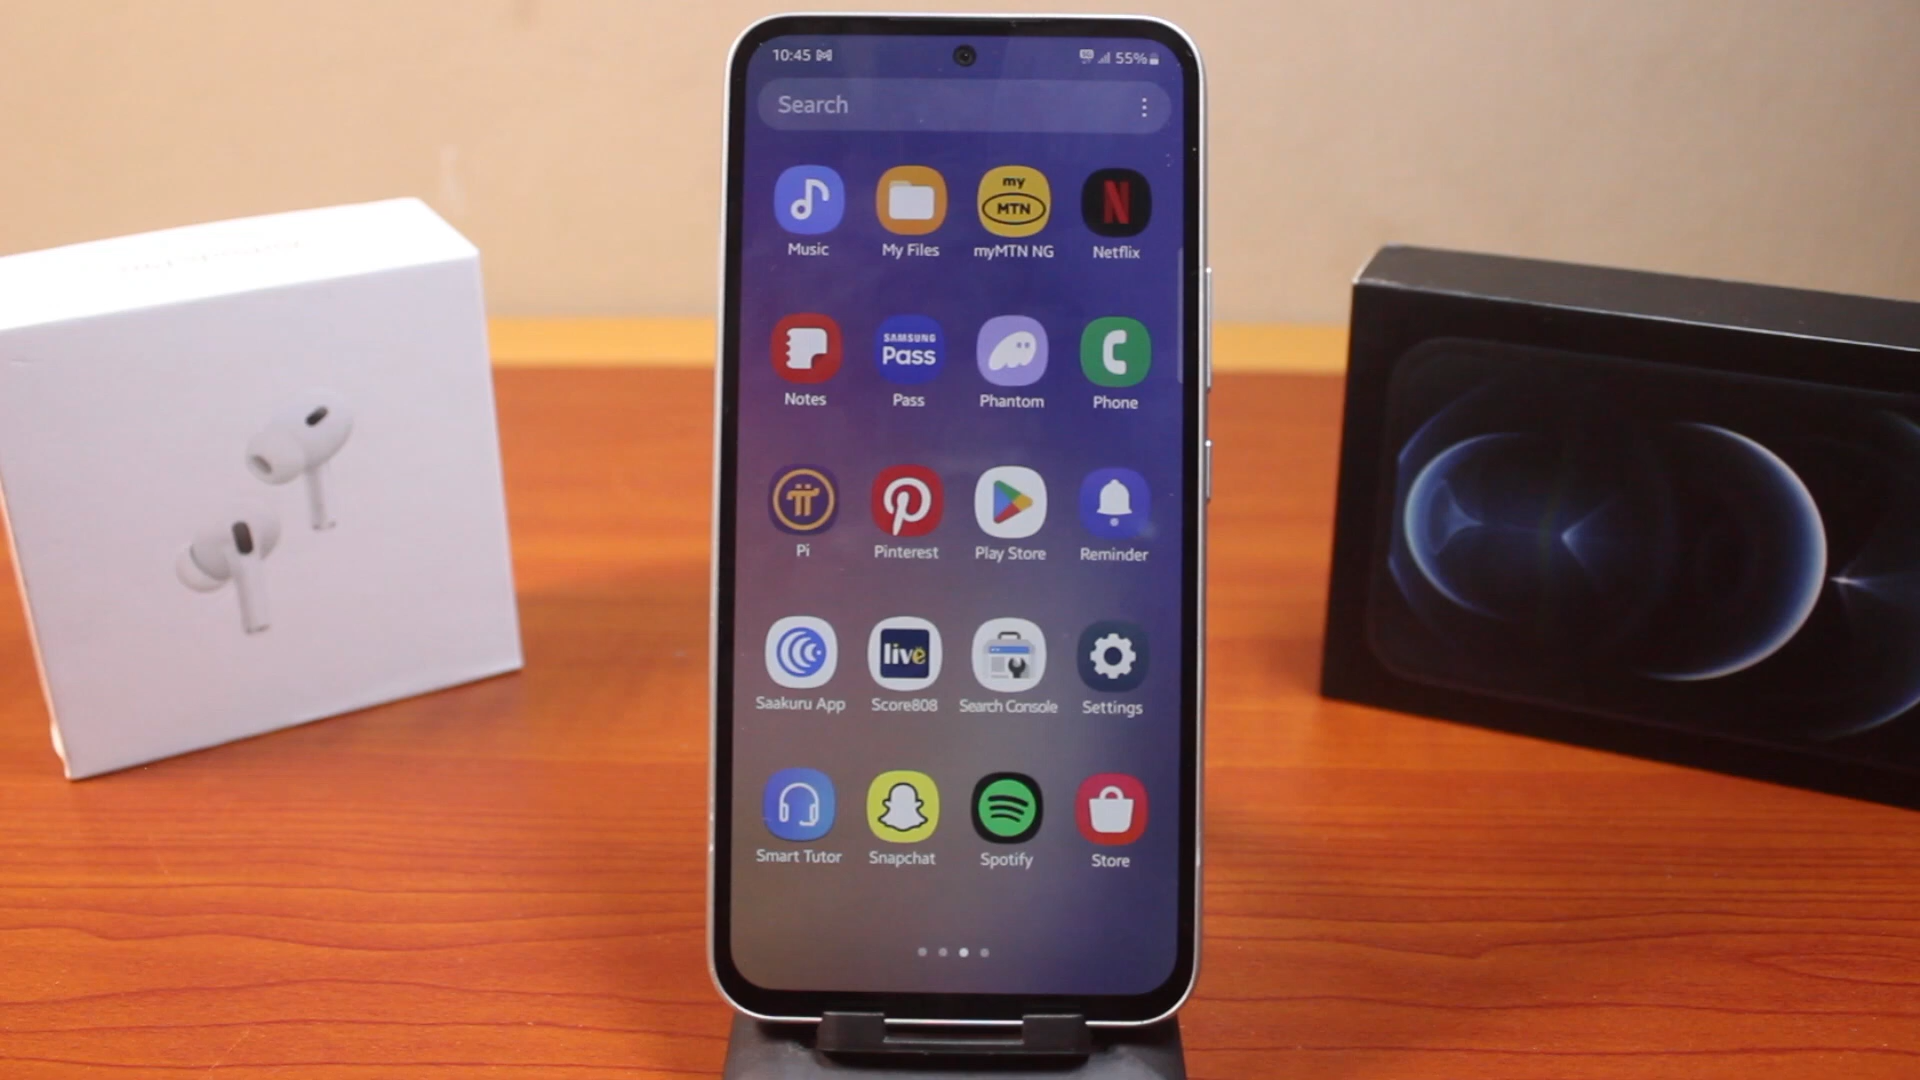 10:45 55%
Search
my
MTN
N
Music My Files myMTN NG Netflix
SAMSUNG
Pass
Notes Pass Phantom Phone
Pi Pinterest Play Store Reminder
live
Saakuru App Score808 Search Console Settings
Smart Tutor Snapchat Spotify Store